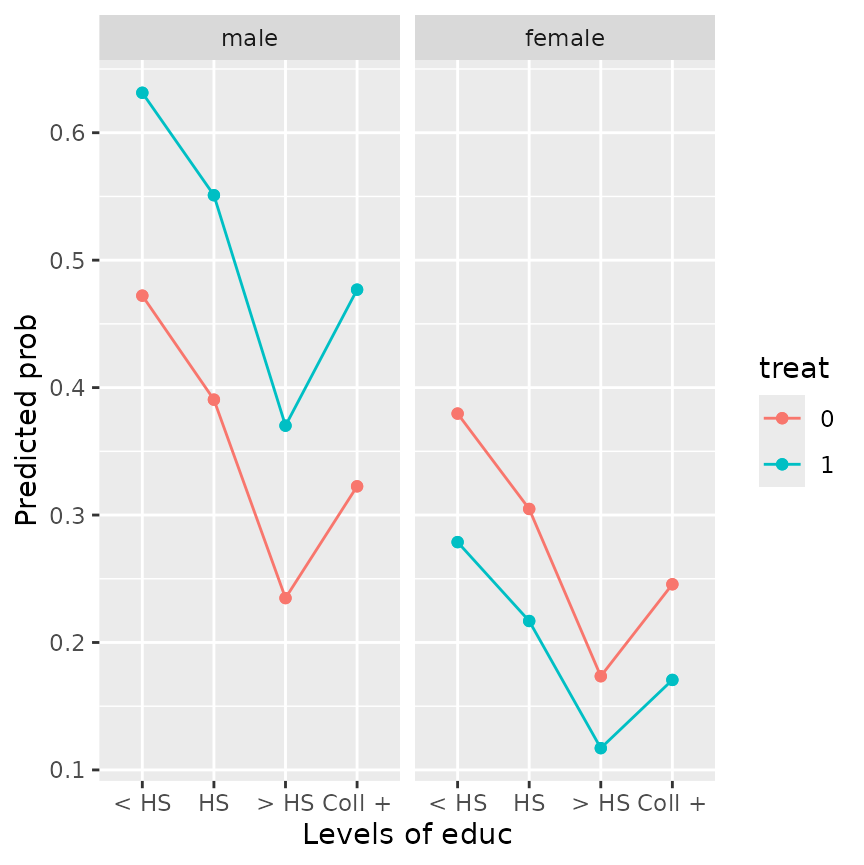 male
female
0.6
0.5
0.4
0.3
0.2
0.1
Predicted prob
< HS HS > HS Coll +
< HS HS > HS Coll +
Levels of educ
treat
0
1